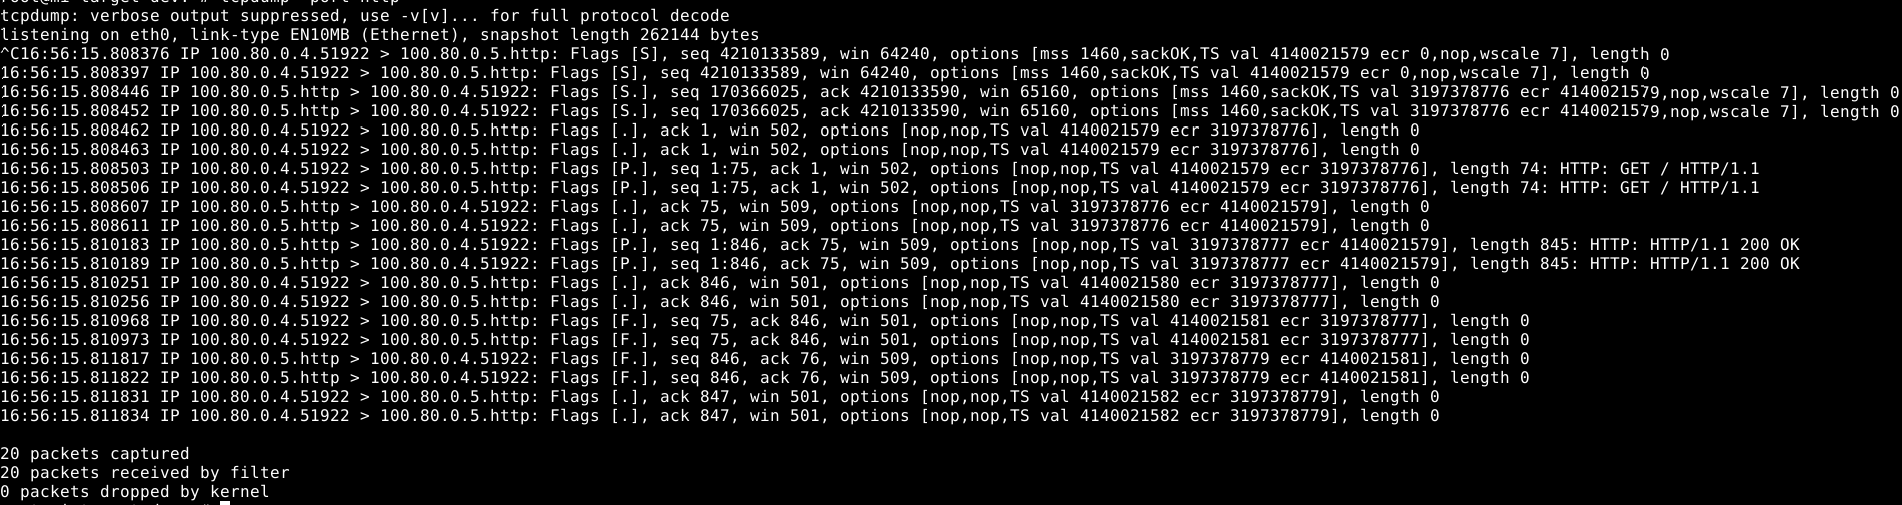 tcpdump: verbose output suppressed, use -v[v]... for full protocol decode
listening on eth0, link-type EN10MB (Ethernet), snapshot length 262144 bytes
^C16:56:15.808376 IP 100.80.0.4.51922 > 100.80.0.5.http: Flags [S], seq 4210133589, win 64240, options [mss 1460,sackOK,TS val 4140021579 ecr 0,nop,wscale 7], length 0
16:56:15.808397 IP 100.80.0.4.51922 > 100.80.0.5.http: Flags [S], seq 4210133589, win 64240, options [mss 1460,sackOK,TS val 4140021579 ecr 0,nop,wscale 7], length 0
16:56:15.808446 IP 100.80.0.5.http > 100.80.0.4.51922: Flags [S.], seq 170366025, ack 4210133590, win 65160, options [mss 1460,sackOK,TS val 3197378776 ecr 4140021579,nop,wscale 7], length 0
16:56:15.808452 IP 100.80.0.5.http > 100.80.0.4.51922: Flags [S.], seq 170366025, ack 4210133590, win 65160, options [mss 1460,sackOK,TS val 3197378776 ecr 4140021579,nop,wscale 7], length 0
16:56:15.808462 IP 100.80.0.4.51922 > 100.80.0.5.http: Flags [.], ack 1, win 502, options [nop,nop,TS val 4140021579 ecr 3197378776], length 0
16:56:15.808463 IP 100.80.0.4.51922 > 100.80.0.5.http: Flags [.], ack 1, win 502, options [nop,nop,TS val 4140021579 ecr 3197378776], length 0
16:56:15.808503 IP 100.80.0.4.51922 > 100.80.0.5.http: Flags [P.], seq 1:75, ack 1, win 502, options [nop,nop,TS val 4140021579 ecr 3197378776], length 74: HTTP: GET / HTTP/1.1
16:56:15.808506 IP 100.80.0.4.51922 > 100.80.0.5.http: Flags [P.], seq 1:75, ack 1, win 502, options [nop,nop,TS val 4140021579 ecr 3197378776], length 74: HTTP: GET / HTTP/1.1
16:56:15.808607 IP 100.80.0.5.http > 100.80.0.4.51922: Flags [.], ack 75, win 509, options [nop,nop,TS val 3197378776 ecr 4140021579], length 0
16:56:15.808611 IP 100.80.0.5.http > 100.80.0.4.51922: Flags [.], ack 75, win 509, options [nop,nop,TS val 3197378776 ecr 4140021579], length 0
16:56:15.810183 IP 100.80.0.5.http > 100.80.0.4.51922: Flags [P.], seq 1:846, ack 75, win 509, options [nop,nop,TS val 3197378777 ecr 4140021579], length 845: HTTP: HTTP/1.1 200 OK
16:56:15.810189 IP 100.80.0.5.http > 100.80.0.4.51922: Flags [P.], seq 1:846, ack 75, win 509, options [nop,nop,TS val 3197378777 ecr 4140021579], length 845: HTTP: HTTP/1.1 200 OK
16:56:15.810251 IP 100.80.0.4.51922 > 100.80.0.5.http: Flags [.], ack 846, win 501, options [nop,nop,TS val 4140021580 ecr 3197378777], length 0
16:56:15.810256 IP 100.80.0.4.51922 > 100.80.0.5.http: Flags [.], ack 846, win 501, options [nop,nop,TS val 4140021580 ecr 3197378777], length 0
16:56:15.810968 IP 100.80.0.4.51922 > 100.80.0.5.http: Flags [F.], seq 75, ack 846, win 501, options [nop,nop,TS val 4140021581 ecr 3197378777], length 0
16:56:15.810973 IP 100.80.0.4.51922 > 100.80.0.5.http: Flags [F.], seq 75, ack 846, win 501, options [nop,nop,TS val 4140021581 ecr 3197378777], length 0
16:56:15.811817 IP 100.80.0.5.http > 100.80.0.4.51922: Flags [F.], seq 846, ack 76, win 509, options [nop,nop,TS val 3197378779 ecr 4140021581], length 0
16:56:15.811822 IP 100.80.0.5.http > 100.80.0.4.51922: Flags [F.], seq 846, ack 76, win 509, options [nop,nop,TS val 3197378779 ecr 4140021581], length 0
16:56:15.811831 IP 100.80.0.4.51922 > 100.80.0.5.http: Flags [.], ack 847, win 501, options [nop,nop,TS val 4140021582 ecr 3197378779], length 0
16:56:15.811834 IP 100.80.0.4.51922 > 100.80.0.5.http: Flags [.], ack 847, win 501, options [nop,nop,TS val 4140021582 ecr 3197378779], length 0
20 packets captured
20 packets received by filter
0 packets dropped by kernel